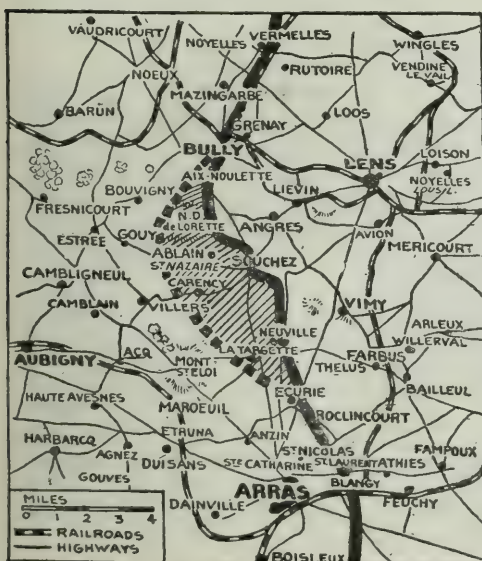 VAUDRICOURT
VERMELLES
NOYELLES
WINGLES
RUTOIRE
VENDINE
LE VAIL
NOEUX
MAZINGARBE
BARUN
LOOS
GRENAY
BULLY
LENS
LOISON
AIX-NOULETTE
NOYELLES
BOUVIGNY
LIEVIN
FRESNICOURT
N.D.
de LORETTE
ANGRES
AVION
ESTREE
GOUY
MERICOURT
ABLAIN
SOUCHEZ
ST NAZAIRE
CAMBLIGNEUL
CARENCY
CAMBLAIN
VILLERS
VIMY
ARLEUX
NEUVILLE
WILLERVAL
ACQ
LA TARGETTE
FARBUS
AUBIGNY
MONT
ST ELOI
THELUS
BAILLEUL
HAUTE AVESNES
ECURIE
MAROEUIL
ROCLINCOURT
ETRUNA
ANZIN
HARBARCQ
ST NICOLAS
FAMPOUX
AGNEZ
DUISANS
STE CATHARINE
ST LAURENT
ATHIES
GOUVES
ARRAS
BLANGY
FEUCHY
DAINVILLE
MILES
0 1 2 3 4
RAILROADS
HIGHWAYS
BOISLEUX